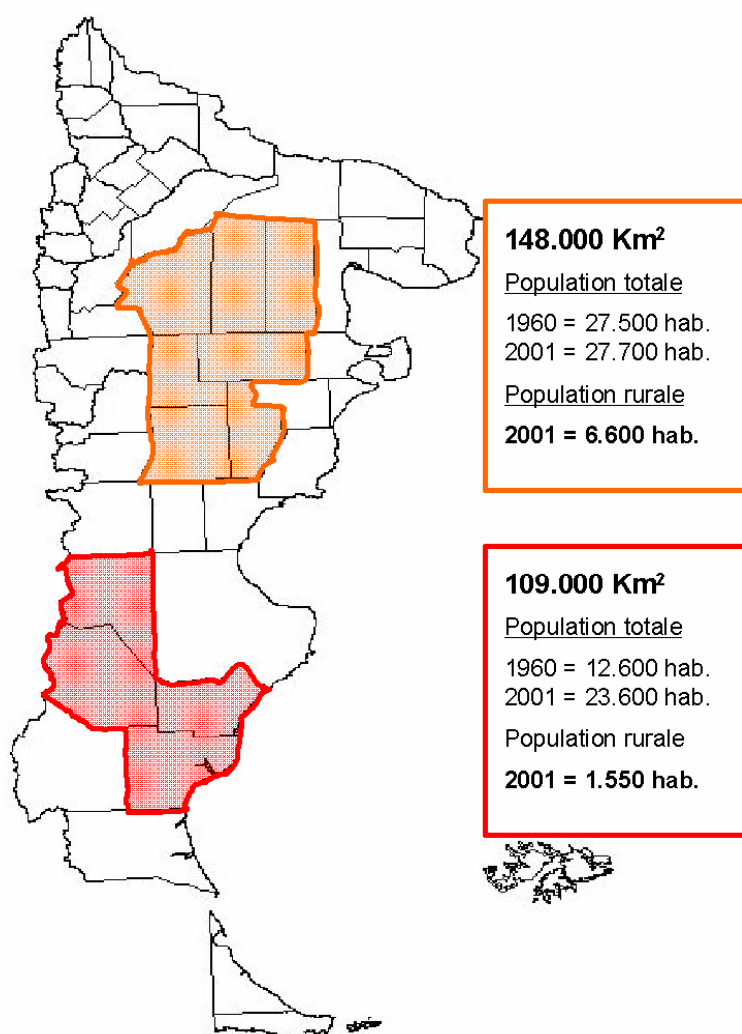 148.000 Km²
Population totale
1960 = 27.500 hab.
2001 = 27.700 hab.
Population rurale
2001 = 6.600 hab.
109.000 Km²
Population totale
1960 = 12.600 hab.
2001 = 23.600 hab.
Population rurale
2001 = 1.550 hab.